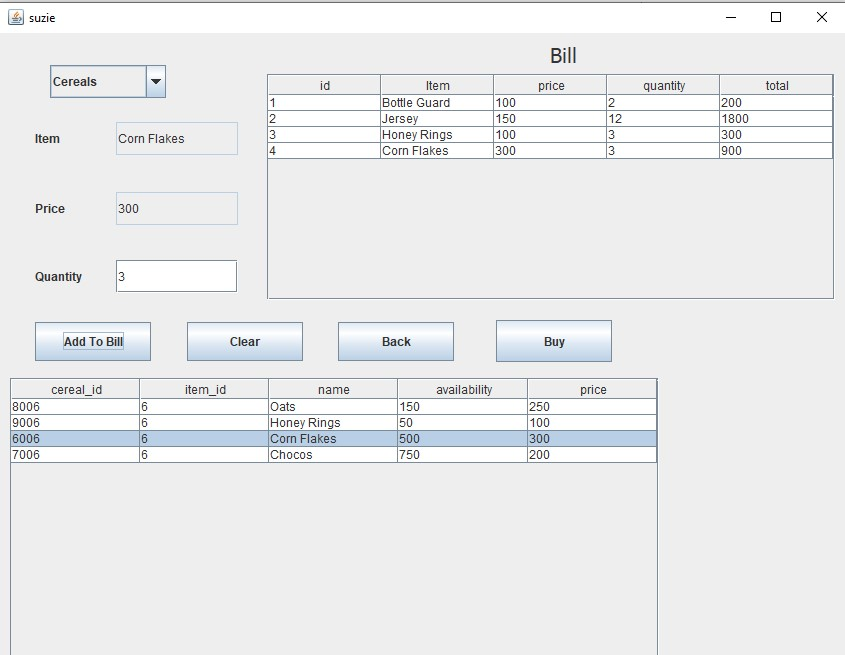 suzie
Bill
Cereals
id Item price quantity total
1 Bottle Guard 100 2 200
2 Jersey 150 12 1800
3 Honey Rings 100 3 300
4 Corn Flakes 300 3 900
Item Corn Flakes
Price 300
Quantity 3
Add To Bill Clear Back Buy
cereal_id item_id name availability price
8006 6 Oats 150 250
9006 6 Honey Rings 50 100
6006 6 Corn Flakes 500 300
7006 6 Chocos 750 200